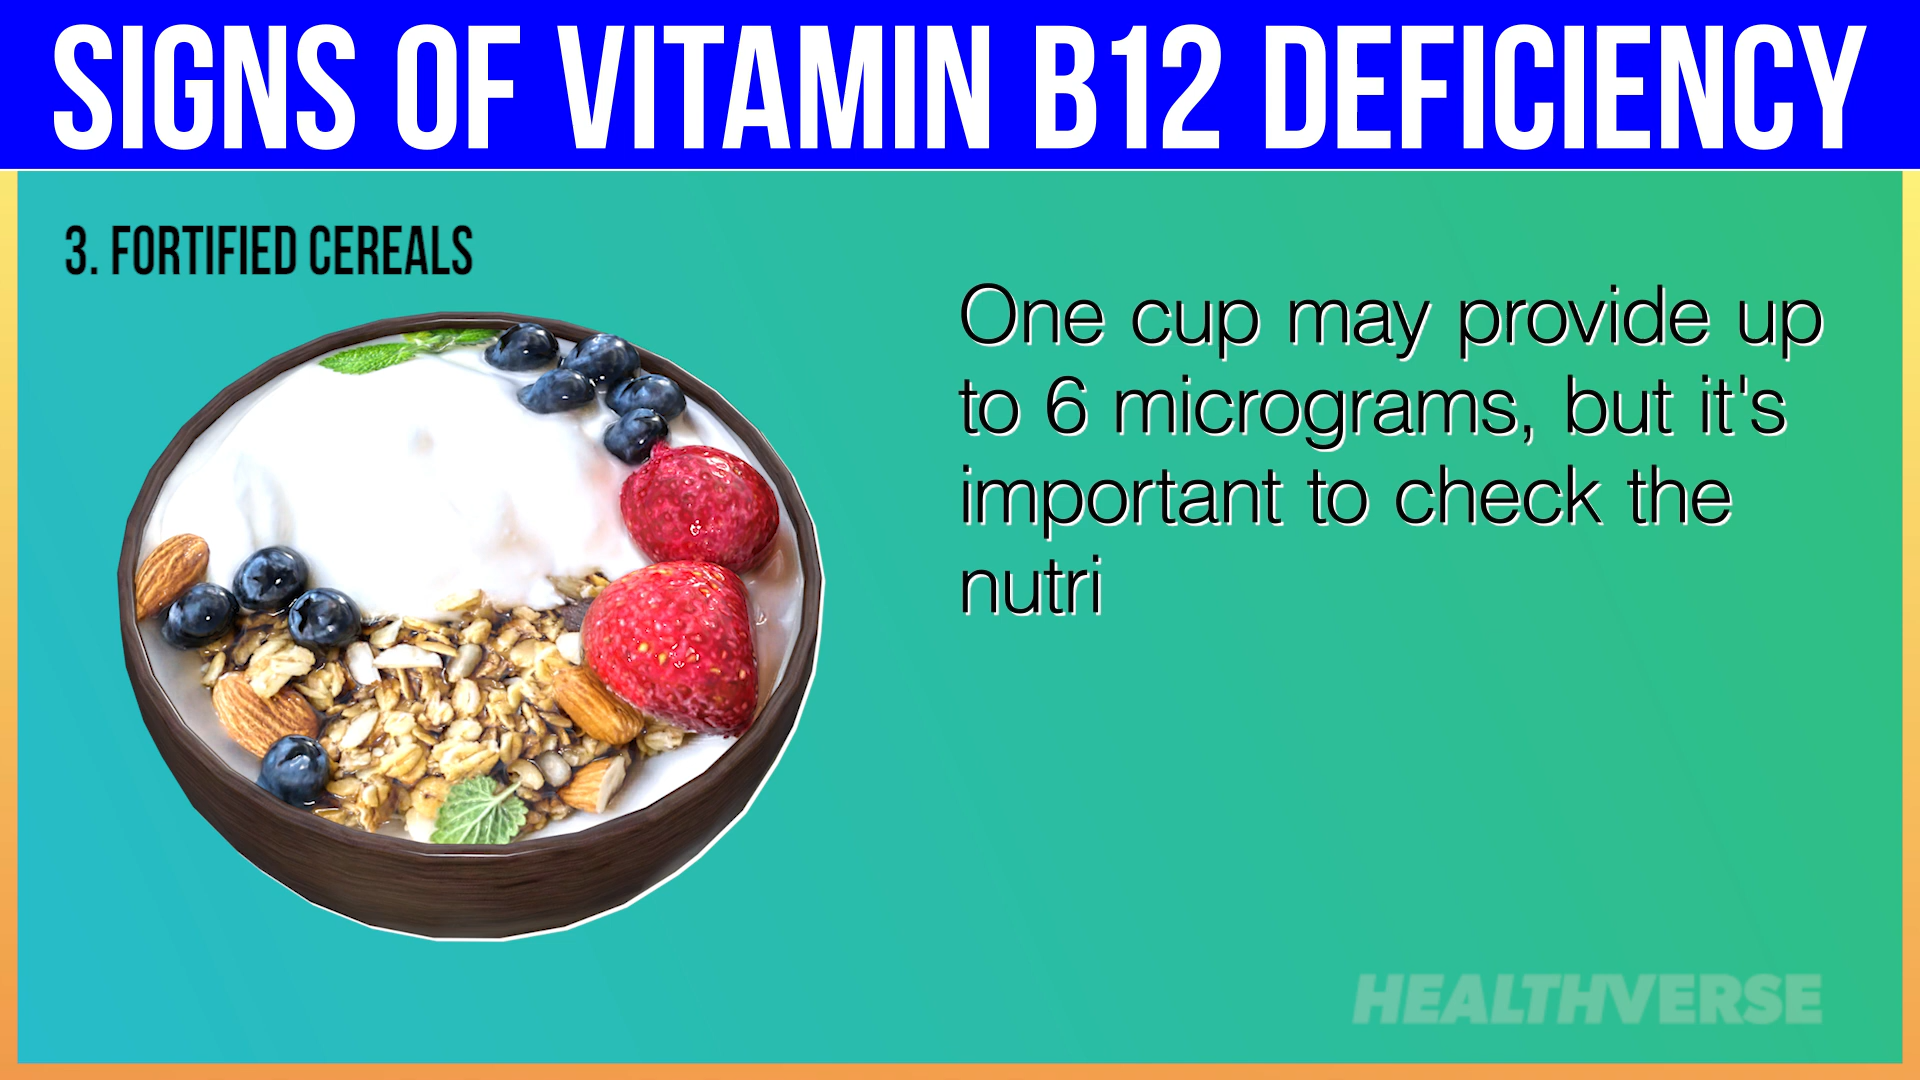 SIGNS OF VITAMIN B12 DEFICIENCY
3. FORTIFIED CEREALS
One cup may provide up
to 6 micrograms, but it's
important to check the
nutri
HEALTHVERSE